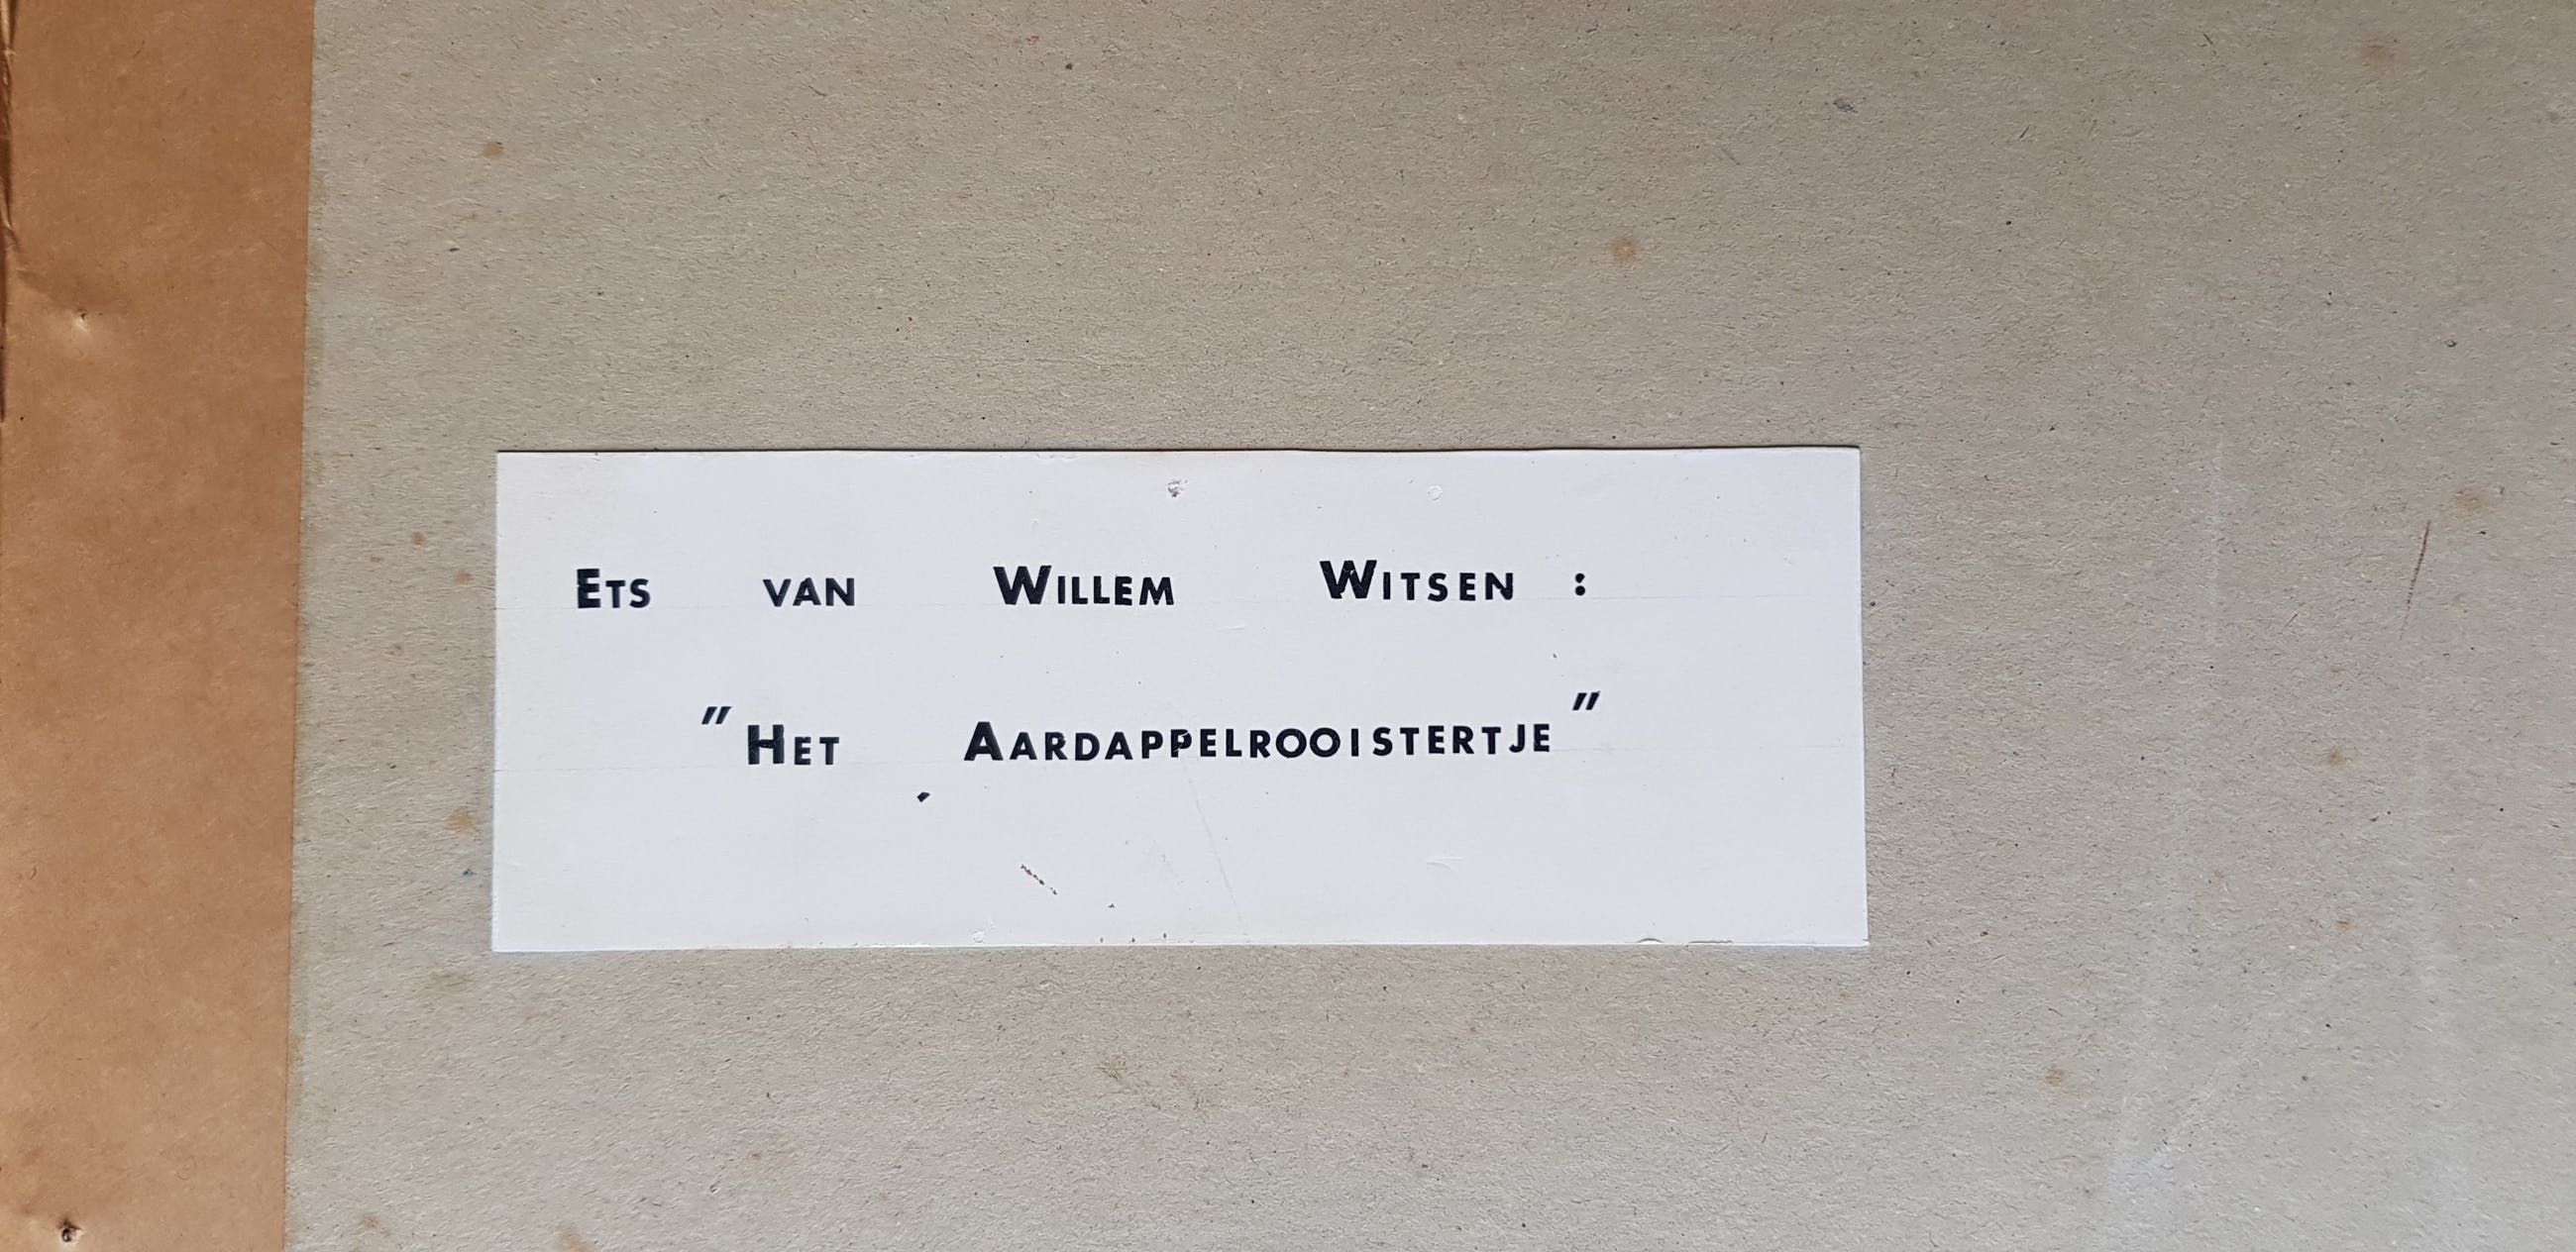 Ets van Willem Witsen :
"Het Aardappelrooistertje"